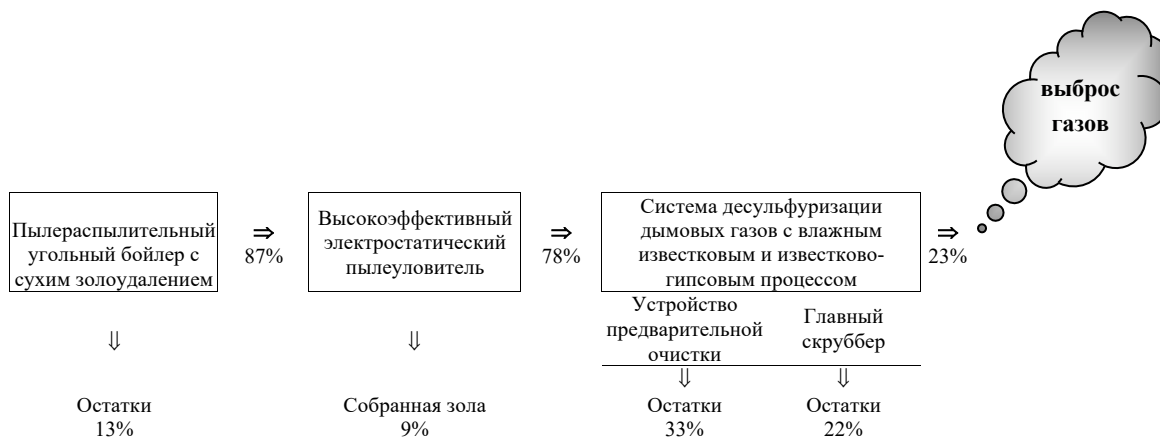 выброс
газов
Пылераспылительный
угольный бойлер с
сухим золоудалением
⇒
87%
Высокоэффективный
электростатический
пылеуловитель
⇒
78%
Система десульфуризации
дымовых газов с влажным
известковым и известково-
гипсовым процессом
⇒
23%
Устройство
предварительной
очистки
Главный
скруббер
⇓
⇓
⇓
⇓
Остатки
13%
Собранная зола
9%
Остатки
33%
Остатки
22%